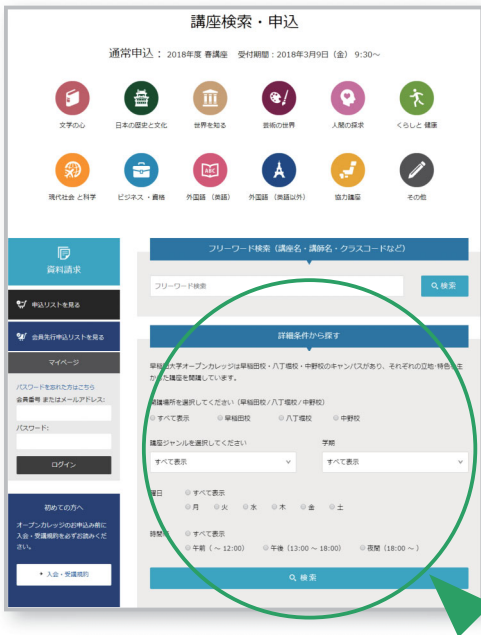 講座検索・申込
通常申込： 2018年度 春講座　受付期間：2018年3月9日（金） 9:30～
文学の心　日本の歴史と文化　世界を知る　芸術の世界　人間の探求　くらしと 健康
ABC
現代社会 と科学　ビジネス ・資格　外国語 （英語）　外国語 （英語以外）　協力講座　その他
資料請求
申込リストを見る
会員先行申込リストを見る
マイページ
パスワードを忘れた方はこちら
会員番号 またはメールアドレス:
パスワード:
ログイン
初めての方へ
オープンカレッジのお申込み前に
入会・受講規約を必ずお読みくだ
さい。
・ 入会・受講規約
フリーワード検索（講座名・講師名・クラスコードなど）
フリーワード検索　検索
詳細条件から探す
早稲田大学オープンカレッジは早稲田校・八丁堀校・中野校のキャンパスがあり、それぞれの立地・特色を生
かした講座を開講しています。
開講場所を選択してください（早稲田校/八丁堀校/中野校）
すべて表示　早稲田校　八丁堀校　中野校
講座ジャンルを選択してください　学期
すべて表示　すべて表示
曜日　すべて表示
月　火　水　木　金　土
時間帯　すべて表示
午前（ ～ 12:00）　午後（13:00 ～ 18:00）　夜間（18:00 ～ ）
検索